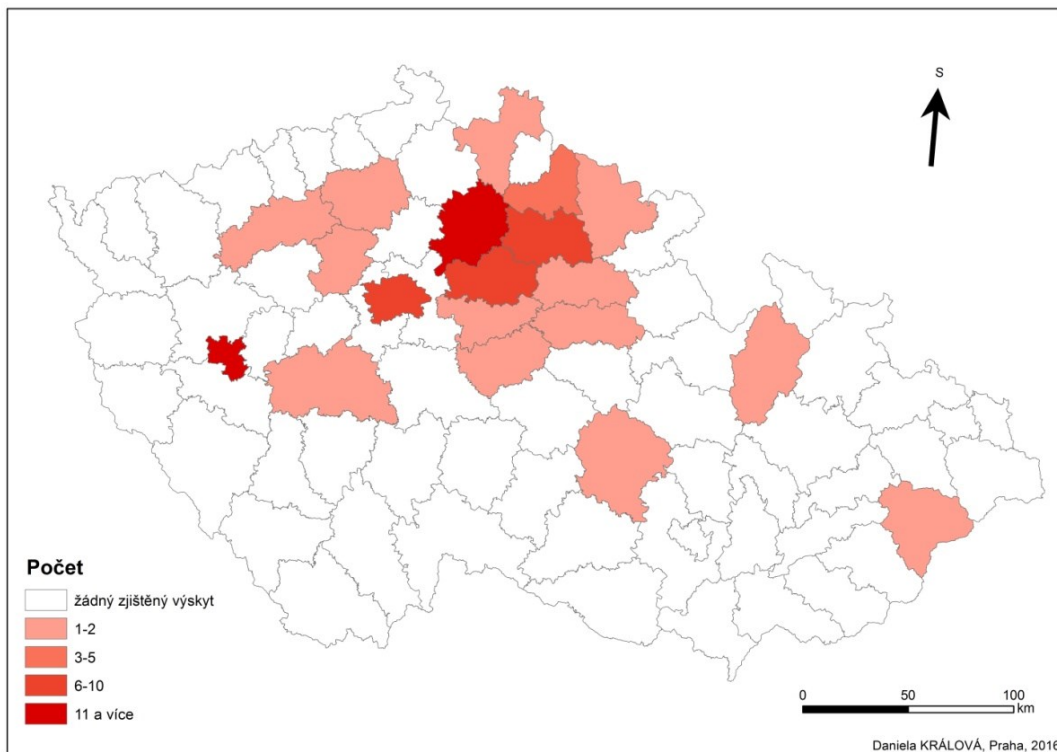 S
Počet
žádný zjištěný výskyt
1-2
3-5
6-10
11 a více
0 50 100
km
Daniela KRÁLOVÁ, Praha, 2016